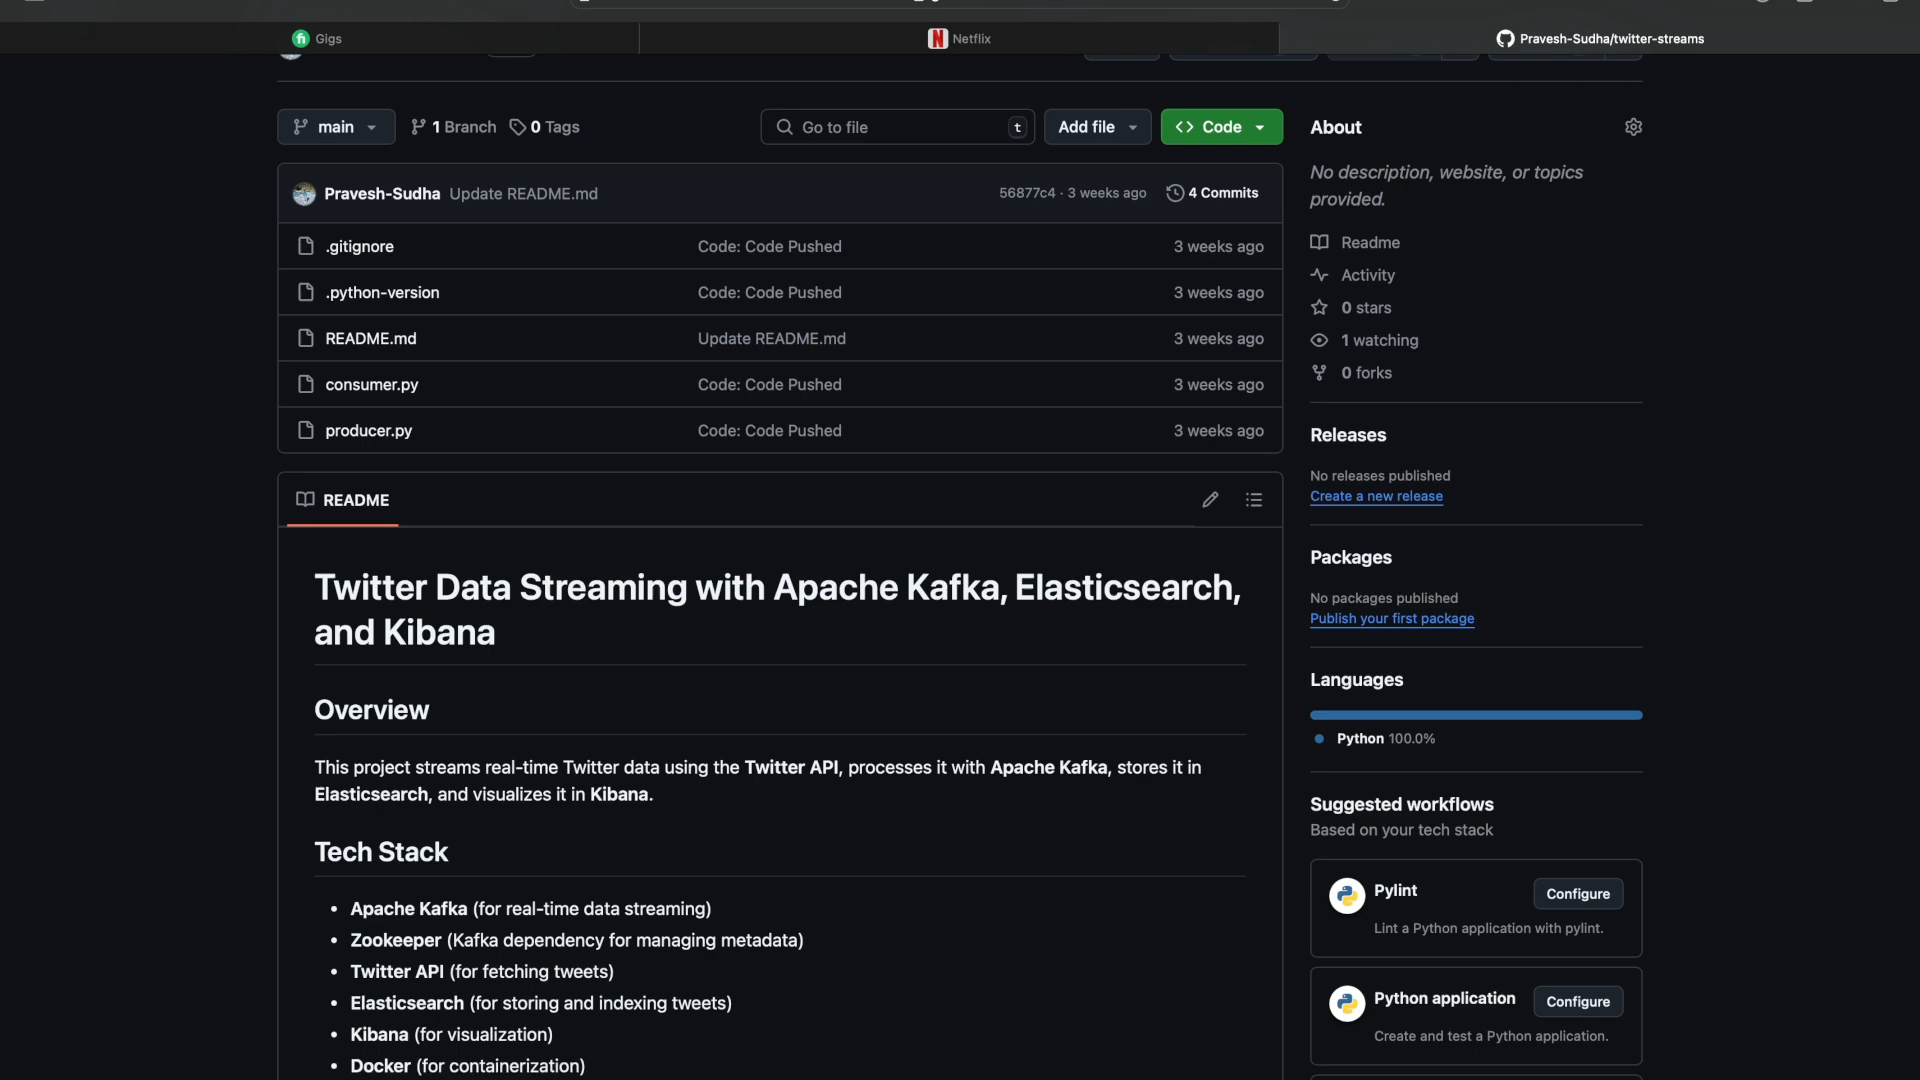 Gigs
Netflix
Pravesh-Sudha/twitter-streams
main
1 Branch
0 Tags
Go to file
t
Add file
Code
Pravesh-Sudha Update README.md
56877c4 · 3 weeks ago
4 Commits
.gitignore
Code: Code Pushed
3 weeks ago
.python-version
Code: Code Pushed
3 weeks ago
README.md
Update README.md
3 weeks ago
consumer.py
Code: Code Pushed
3 weeks ago
producer.py
Code: Code Pushed
3 weeks ago
README
Twitter Data Streaming with Apache Kafka, Elasticsearch,
and Kibana
Overview
This project streams real-time Twitter data using the Twitter API, processes it with Apache Kafka, stores it in
Elasticsearch, and visualizes it in Kibana.
Tech Stack
• Apache Kafka (for real-time data streaming)
• Zookeeper (Kafka dependency for managing metadata)
• Twitter API (for fetching tweets)
• Elasticsearch (for storing and indexing tweets)
• Kibana (for visualization)
• Docker (for containerization)
About
No description, website, or topics
provided.
Readme
Activity
0 stars
1 watching
0 forks
Releases
No releases published
Create a new release
Packages
No packages published
Publish your first package
Languages
Python 100.0%
Suggested workflows
Based on your tech stack
Pylint
Configure
Lint a Python application with pylint.
Python application
Configure
Create and test a Python application.